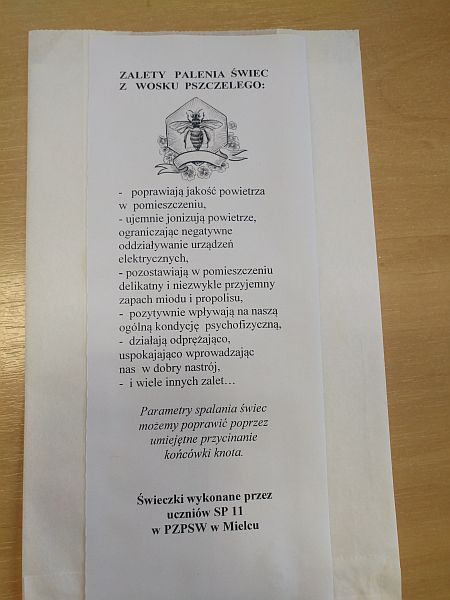 ZALETY PALENIA ŚWIEC
Z WOSKU PSZCZELEGO:
- poprawiają jakość powietrza
w pomieszczeniu,
- ujemnie jonizują powietrze,
ograniczając negatywne
oddziaływanie urządzeń
elektrycznych,
- pozostawiają w pomieszczeniu
delikatny i niezwykle przyjemny
zapach miodu i propolisu,
- pozytywnie wpływają na naszą
ogólną kondycję psychofizyczną,
- działają odprężająco,
uspokajająco wprowadzając
nas w dobry nastrój,
- i wiele innych zalet…
Parametry spalania świec
możemy poprawić poprzez
umiejętne przycinanie
końcówki knota.
Świeczki wykonane przez
uczniów SP 11
w PZPSW w Mielcu